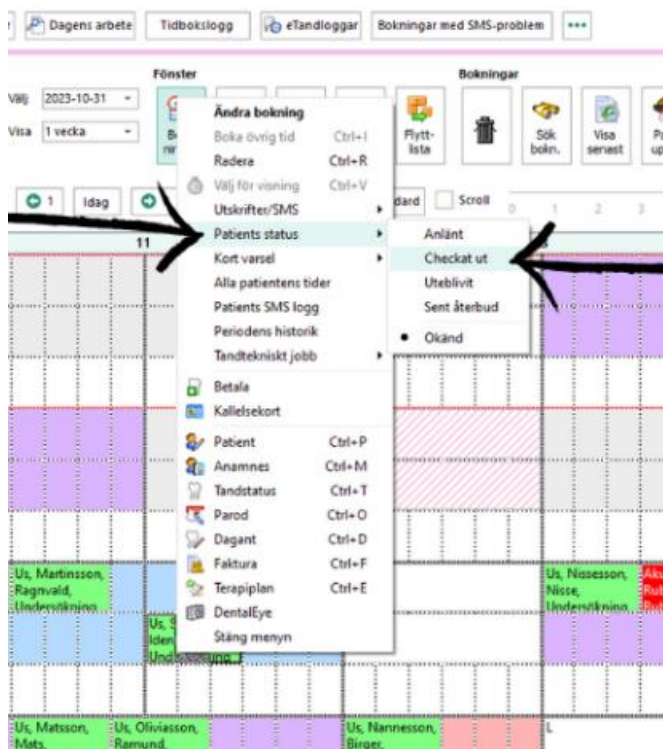 Dagens arbete
Tidbokslogg
eTandloggar
Bokningar med SMS-problem
Fönster
Bokningar
Välj
2023-10-31
Visa
1 vecka
Flytt-
lista
Sök
bokn.
Visa
senast
1
Idag
Scroll
0
1
2
3
11
Ändra bokning
Boka övrig tid Ctrl+I
Radera Ctrl+R
Välj för visning Ctrl+V
Utskrifter/SMS
Patients status
Kort varsel
Alla patientens tider
Patients SMS logg
Periodens historik
Tandtekniskt jobb
Betala
Kallelsekort
Patient Ctrl+P
Anamnes Ctrl+M
Tandstatus Ctrl+T
Parod Ctrl+O
Dagant Ctrl+D
Faktura Ctrl+F
Terapiplan Ctrl+E
DentalEye
Stäng menyn
Anlänt
Checkat ut
Uteblivit
Sent återbud
Okänd
Us, Martinsson,
Ragnvald,
Undersökning
Us, Nissesson,
Nisse,
Undersökning
Us, Matsson,
Mats,
Us, Oliviasson,
Ramund,
Us, Nannesson,
Birger,
L